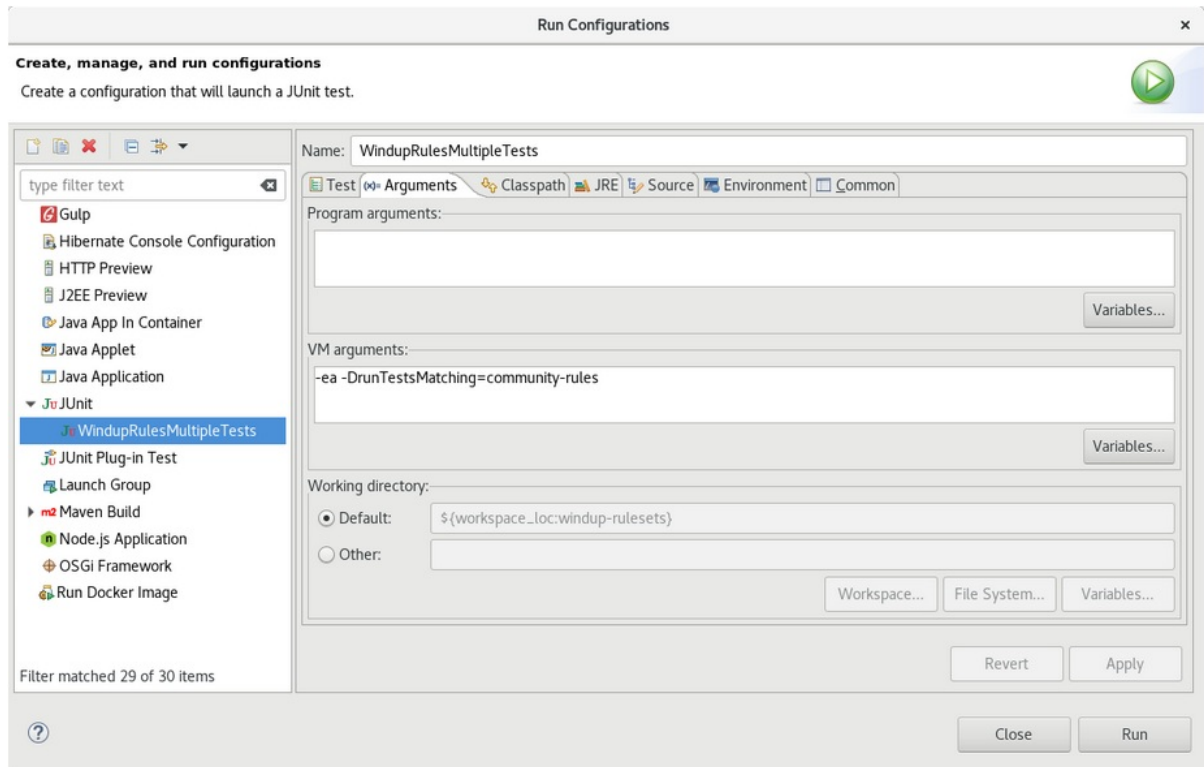 Run Configurations
Create, manage, and run configurations
Create a configuration that will launch a JUnit test.
type filter text
Gulp
Hibernate Console Configuration
HTTP Preview
J2EE Preview
Java App In Container
Java Applet
Java Application
JUnit
WindupRulesMultipleTests
JUnit Plug-in Test
Launch Group
Maven Build
Node.js Application
OSGi Framework
Run Docker Image
Filter matched 29 of 30 items
Name: WindupRulesMultipleTests
Test (x)= Arguments Classpath JRE Source Environment Common
Program arguments:
Variables...
VM arguments:
-ea -DrunTestsMatching=community-rules
Variables...
Working directory:
Default: ${workspace_loc:windup-rulesets}
Other:
Workspace... File System... Variables...
Revert Apply
Close Run